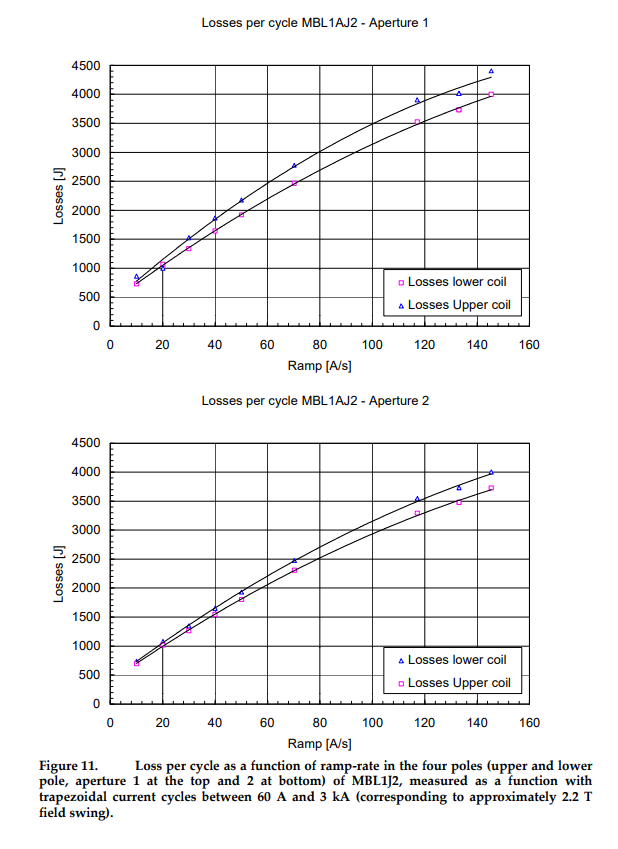 Losses per cycle MBL1AJ2 - Aperture 1
4500
4000
3500
3000
2500
2000
1500
1000
500
0
Losses [J]
Losses lower coil
Losses Upper coil
0 20 40 60 80 100 120 140 160
Ramp [A/s]
Losses per cycle MBL1AJ2 - Aperture 2
4500
4000
3500
3000
2500
2000
1500
1000
500
0
Losses [J]
Losses lower coil
Losses Upper coil
0 20 40 60 80 100 120 140 160
Ramp [A/s]
Figure 11. Loss per cycle as a function of ramp-rate in the four poles (upper and lower
pole, aperture 1 at the top and 2 at bottom) of MBL1J2, measured as a function with
trapezoidal current cycles between 60 A and 3 kA (corresponding to approximately 2.2 T
field swing).